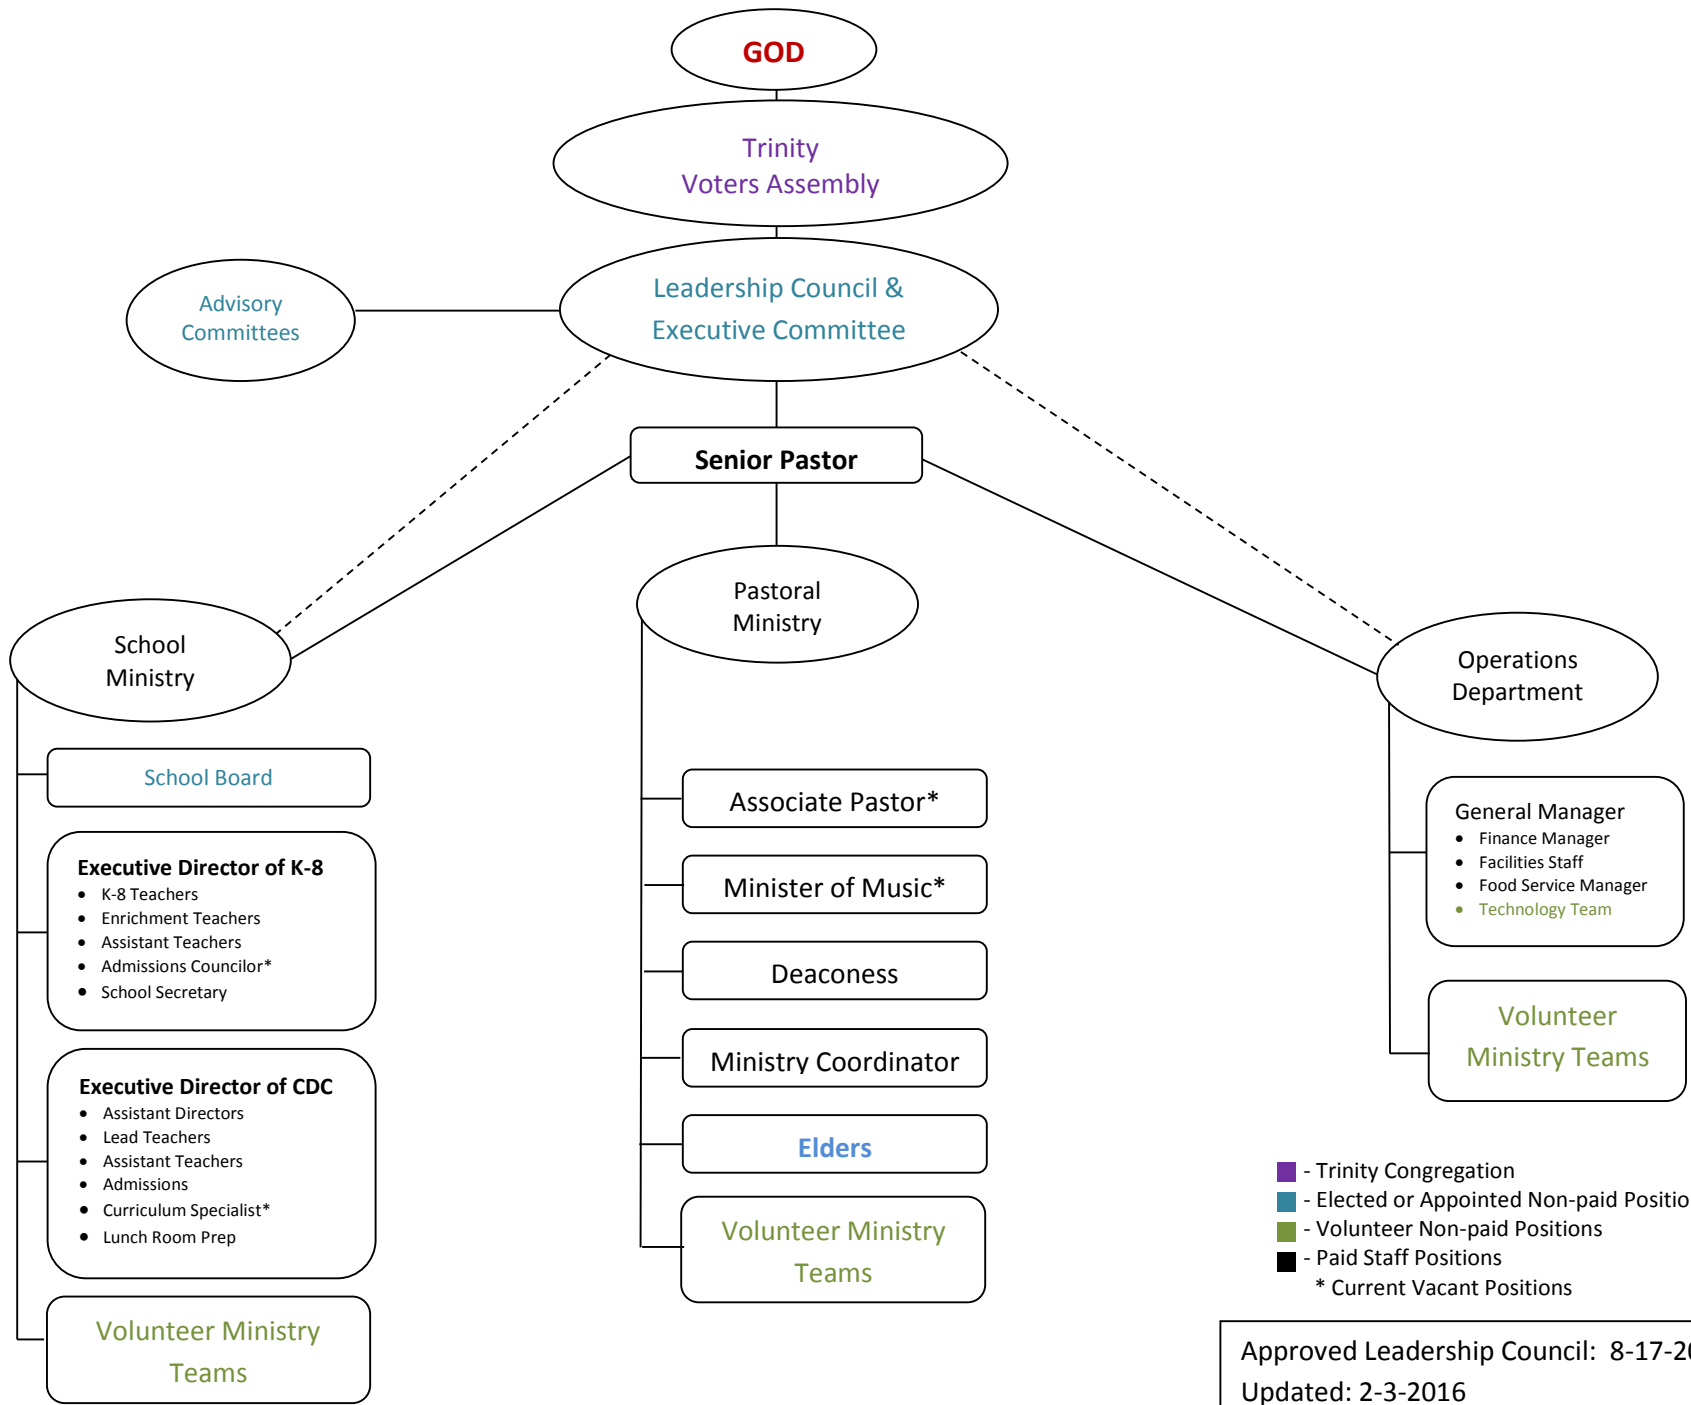 GOD
Trinity
Voters Assembly
Leadership Council &
Executive Committee
Advisory
Committees
Senior Pastor
School
Ministry
School Board
Executive Director of K-8
• K-8 Teachers
• Enrichment Teachers
• Assistant Teachers
• Admissions Councilor*
• School Secretary
Executive Director of CDC
• Assistant Directors
• Lead Teachers
• Assistant Teachers
• Admissions
• Curriculum Specialist*
• Lunch Room Prep
Volunteer Ministry
Teams
Pastoral
Ministry
Associate Pastor*
Minister of Music*
Deaconess
Ministry Coordinator
Elders
Volunteer Ministry
Teams
Operations
Department
General Manager
• Finance Manager
• Facilities Staff
• Food Service Manager
• Technology Team
Volunteer
Ministry Teams
- Trinity Congregation
- Elected or Appointed Non-paid Positio
- Volunteer Non-paid Positions
- Paid Staff Positions
* Current Vacant Positions
Approved Leadership Council: 8-17-20
Updated: 2-3-2016